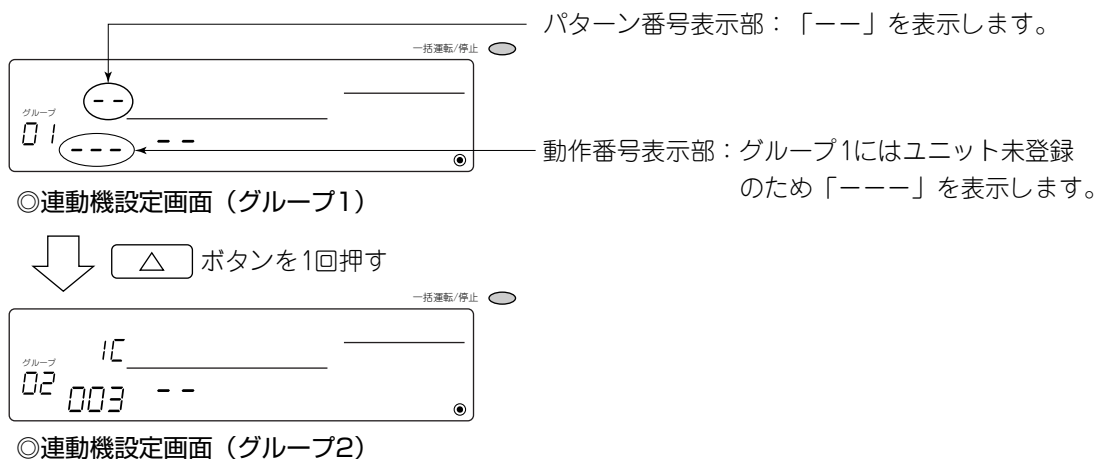 パターン番号表示部：「ーー」を表示します。
一括運転/停止
--
グループ
01 --- --
動作番号表示部：グループ1にはユニット未登録
のため「ーーー」を表示します。
◎連動機設定画面（グループ1）
△ ボタンを1回押す
一括運転/停止
IC
グループ
02 003 --
◎連動機設定画面（グループ2）